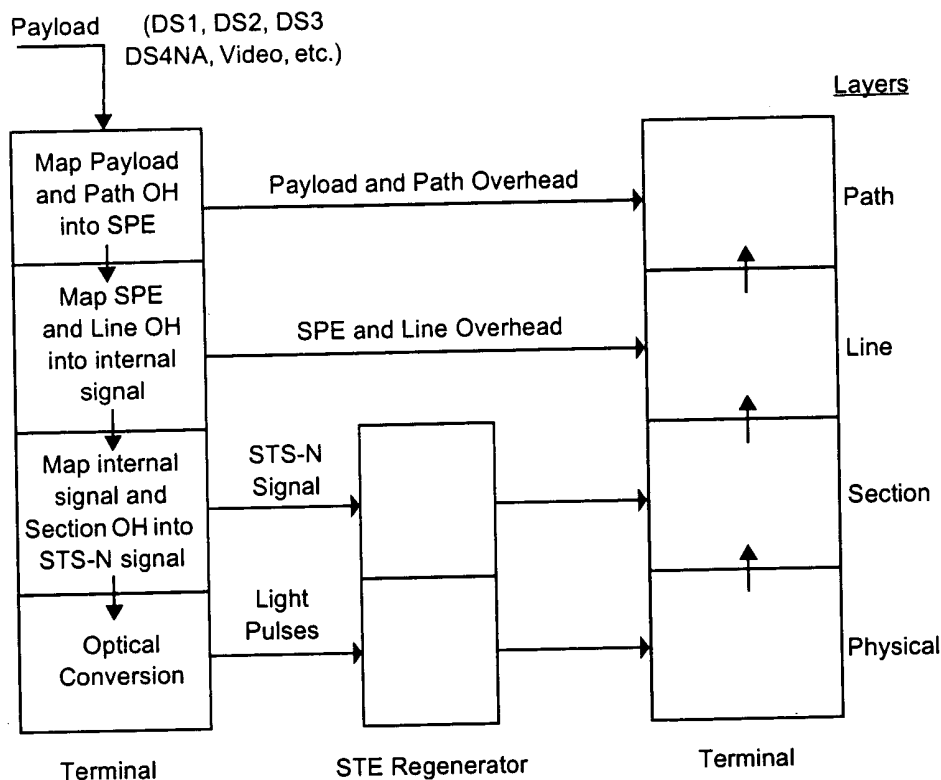 Payload
(DS1, DS2, DS3
DS4NA, Video, etc.)
Layers
Map Payload
and Path OH
into SPE
Payload and Path Overhead
Path
Map SPE
and Line OH
into internal
signal
SPE and Line Overhead
Line
Map internal
signal and
Section OH into
STS-N signal
STS-N
Signal
Section
Optical
Conversion
Light
Pulses
Physical
Terminal
STE Regenerator
Terminal